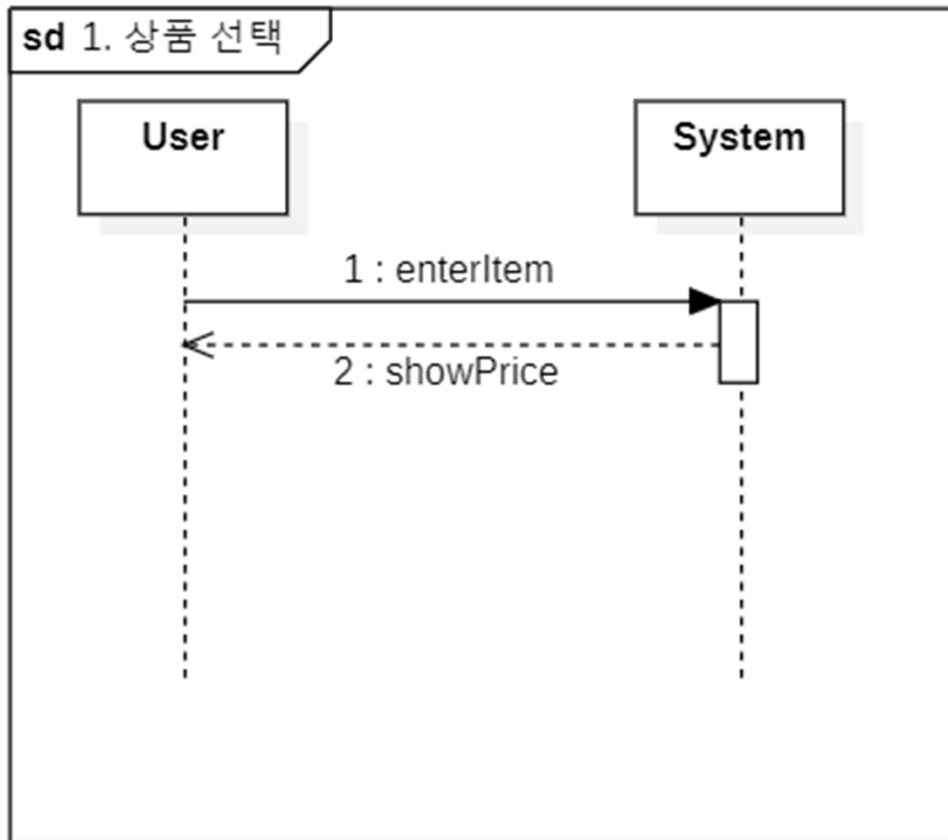 sd 1. 상품 선택
User
System
1 : enterItem
2 : showPrice